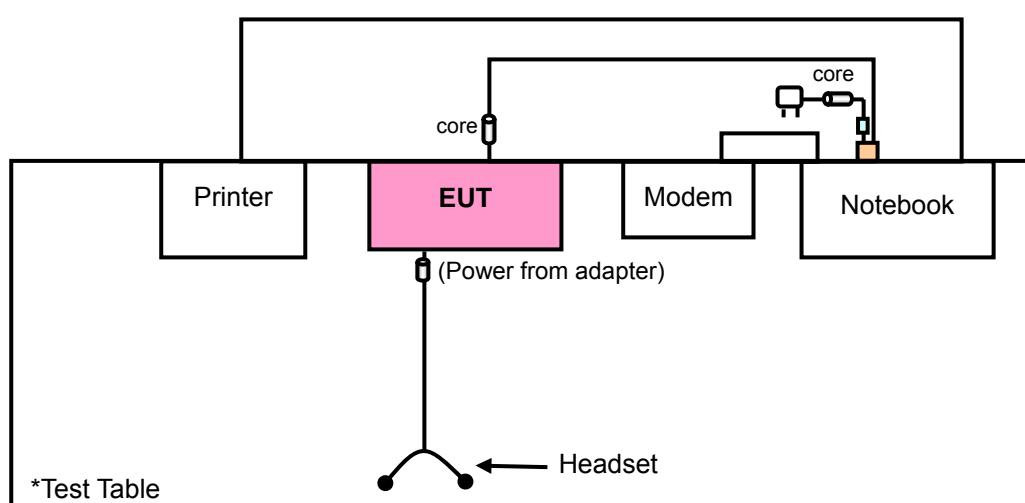 core
core
Printer
EUT
Modem
Notebook
(Power from adapter)
Headset
*Test Table